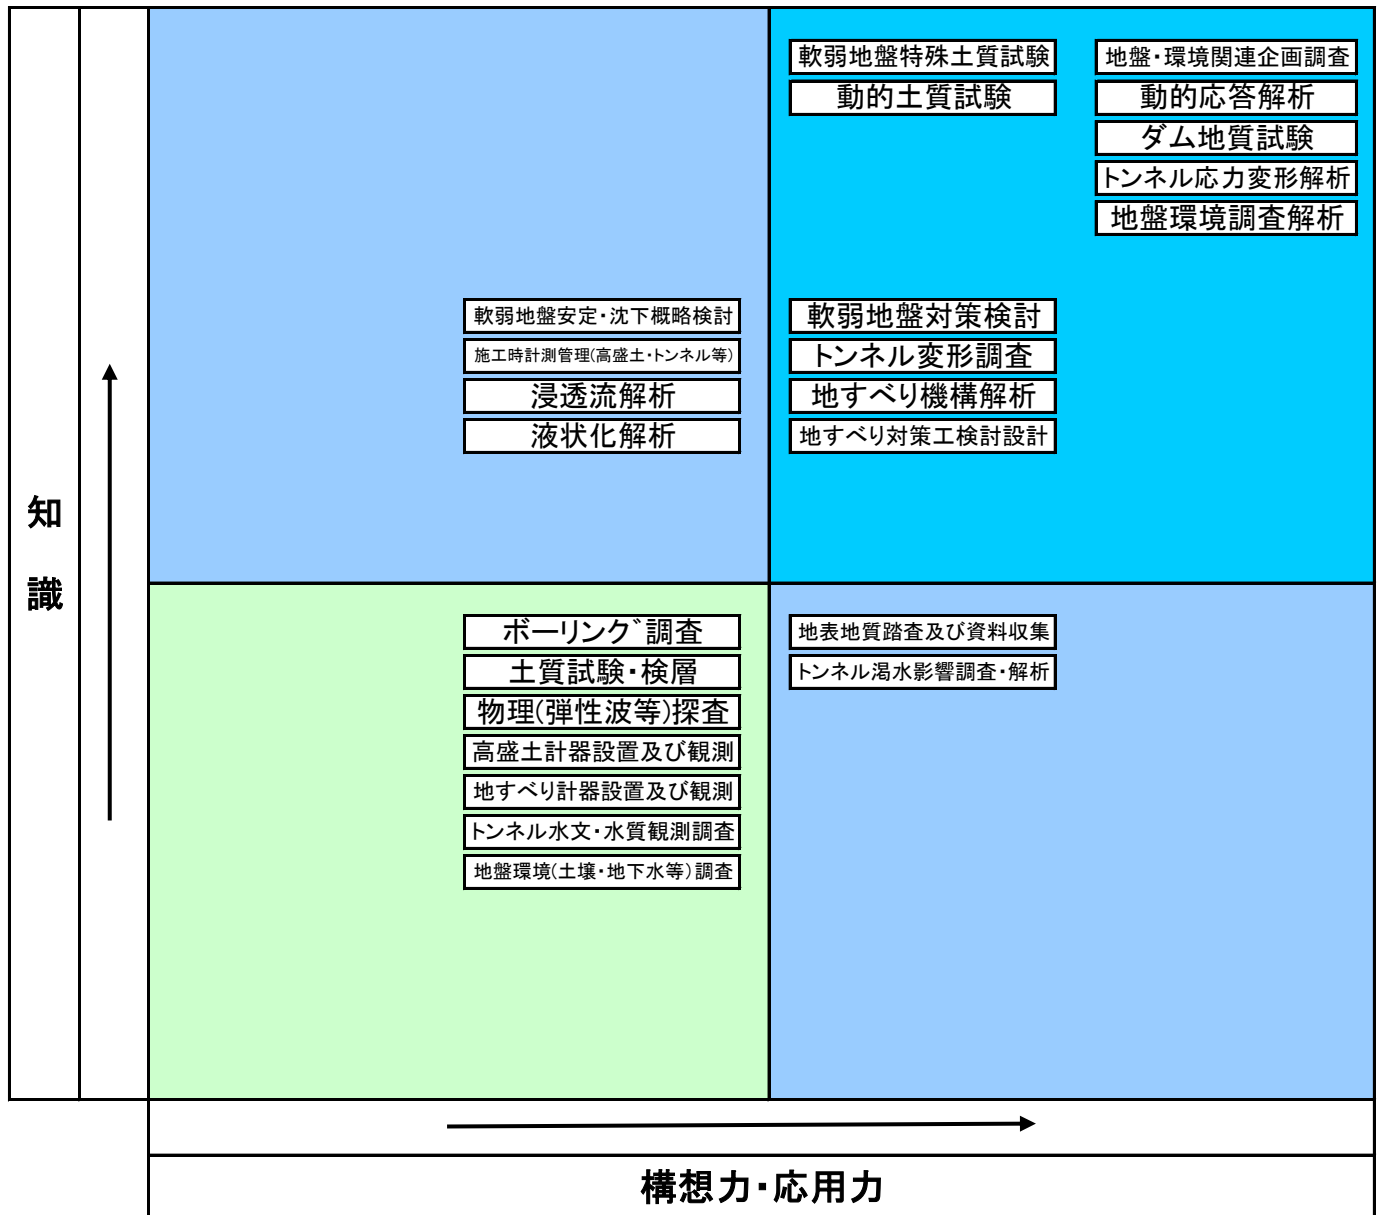 軟弱地盤特殊土質試験
動的土質試験
地盤・環境関連企画調査
動的応答解析
ダム地質試験
トンネル応力変形解析
地盤環境調査解析
軟弱地盤安定・沈下概略検討
施工時計測管理(高盛土・トンネル等)
浸透流解析
液状化解析
軟弱地盤対策検討
トンネル変形調査
地すべり機構解析
地すべり対策工検討設計
知
識
ボーリング゛調査
土質試験・検層
物理(弾性波等)探査
高盛土計器設置及び観測
地すべり計器設置及び観測
トンネル水文・水質観測調査
地盤環境(土壌・地下水等)調査
地表地質踏査及び資料収集
トンネル渇水影響調査・解析
構想力・応用力